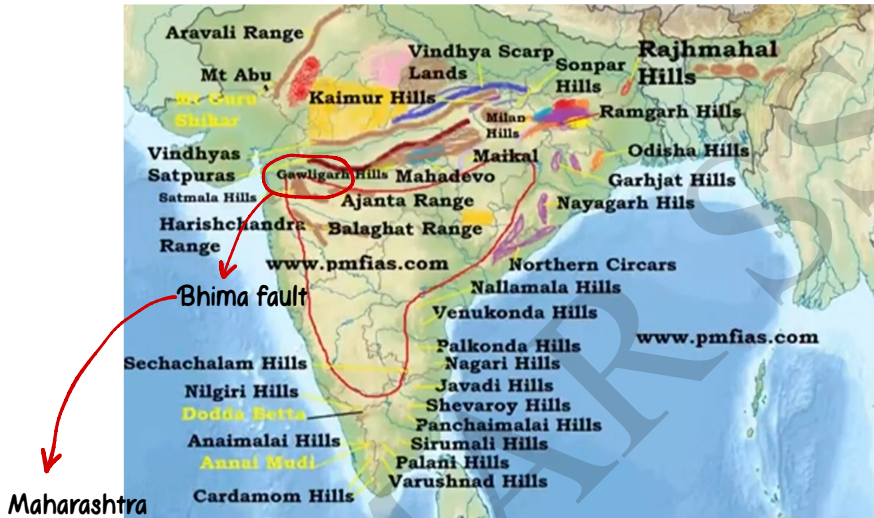 Aravali Range
Vindhya Scarp
Lands
Sonpar
Hills
Rajhmahal
Hills
Mt Abu
Mt Guru
Shikar
Kaimur Hills
Milan
Hills
Ramgarh Hills
Vindhyas
Satpuras
Gawligarh Hills
Mahadevo
Maikal
Odisha Hills
Garhjat Hills
Satmala Hills
Ajanta Range
Nayagarh Hils
Harishchandra
Range
Balaghat Range
www.pmfias.com
Northern Circars
Bhima fault
Nallamala Hills
Venukonda Hills
www.pmfias.com
Palkonda Hills
Sechachalam Hills
Nagari Hills
Nilgiri Hills
Javadi Hills
Dodda Betta
Shevaroy Hills
Panchaimalai Hills
Anaimalai Hills
Sirumali Hills
Annai Mudi
Palani Hills
Varushnad Hills
Cardamom Hills
Maharashtra